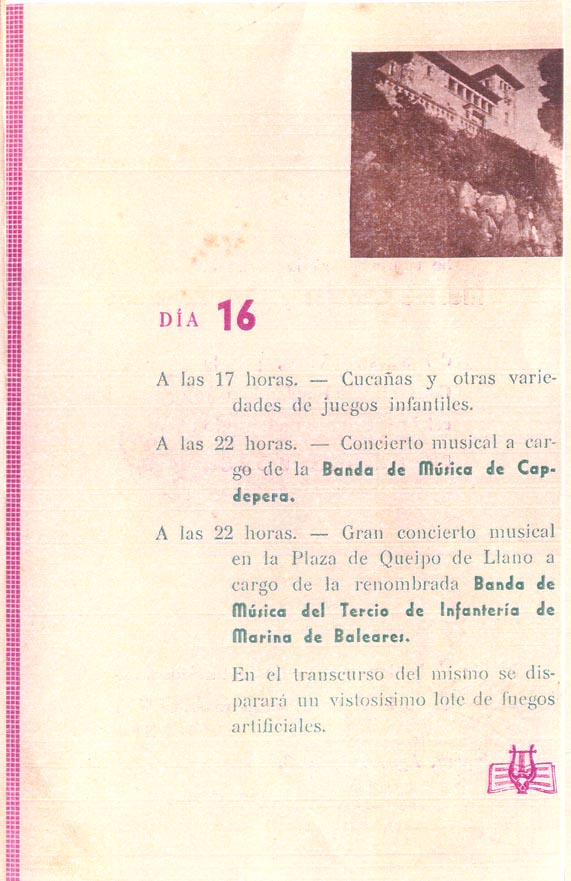 DÍA 16
A las 17 horas. — Cucañas y otras varie-
dades de juegos infantiles.
A las 22 horas. — Concierto musical a car-
go de la Banda de Música de Cap-
depera.
A las 22 horas. — Gran concierto musical
en la Plaza de Queipo de Llano a
cargo de la renombrada Banda de
Música del Tercio de Infantería de
Marina de Baleares.
En el transcurso del mismo se dis-
parará un vistosísimo lote de fuegos
artificiales.